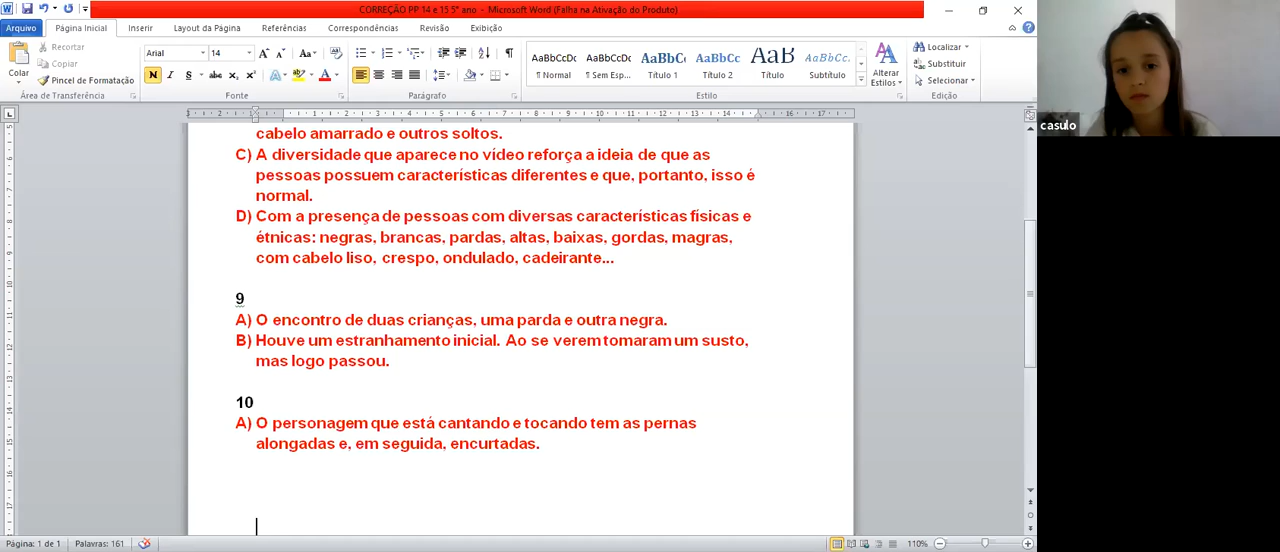 CORREÇÃO PP 14 e 15 5° ano - Microsoft Word (Falha na Ativação do Produto)
Arquivo Página Inicial Inserir Layout da Página Referências Correspondências Revisão Exibição
Colar
Recortar
Copiar
Pincel de Formatação
Área de Transferência
Arial 14
N I S abc x₂ x²
Fonte
Parágrafo
AaBbCcDc AaBbCcDc AaBbC AaBbCc AaB AaBbCc.
¶ Normal ¶ Sem Esp... Título 1 Título 2 Título Subtítulo
Alterar Estilos
Estilo
Localizar
Substituir
Selecionar
Edição
casulo
cabelo amarrado e outros soltos.
C) A diversidade que aparece no vídeo reforça a ideia de que as
pessoas possuem características diferentes e que, portanto, isso é
normal.
D) Com a presença de pessoas com diversas características físicas e
étnicas: negras, brancas, pardas, altas, baixas, gordas, magras,
com cabelo liso, crespo, ondulado, cadeirante...
9
A) O encontro de duas crianças, uma parda e outra negra.
B) Houve um estranhamento inicial. Ao se verem tomaram um susto,
mas logo passou.
10
A) O personagem que está cantando e tocando tem as pernas
alongadas e, em seguida, encurtadas.
Página: 1 de 1 Palavras: 161 110%